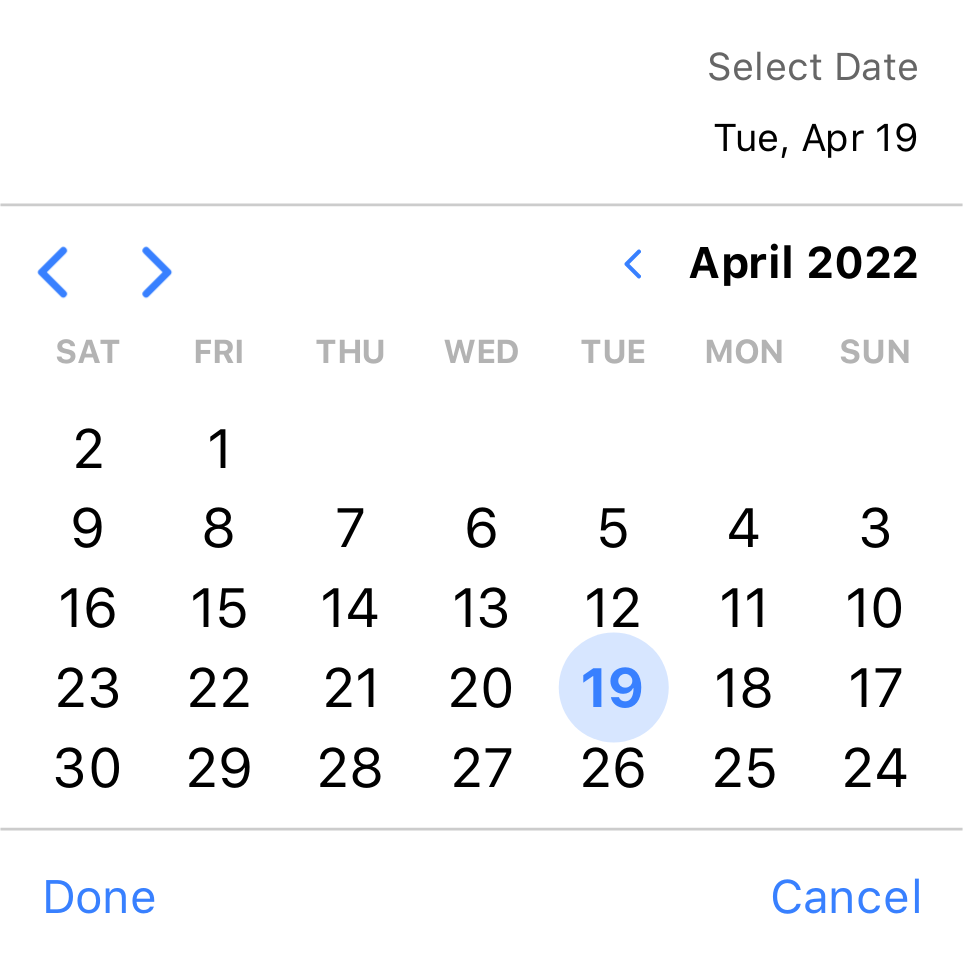 Select Date
Tue, Apr 19
April 2022
SAT FRI THU WED TUE MON SUN
2 1
9 8 7 6 5 4 3
16 15 14 13 12 11 10
23 22 21 20 19 18 17
30 29 28 27 26 25 24
Done Cancel